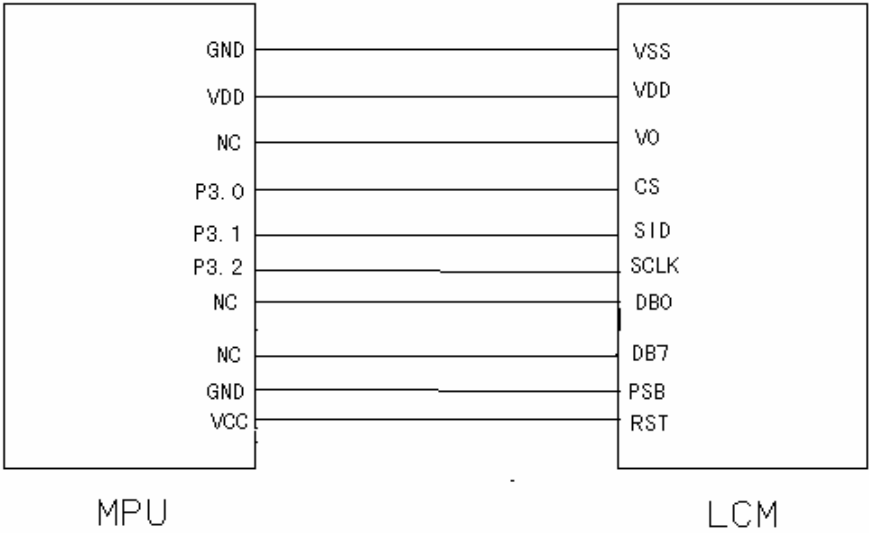 GND VSS
VDD VDD
NC VO
P3.0 CS
P3.1 SID
P3.2 SCLK
NC DB0
NC DB7
GND PSB
VCC RST
MPU LCM